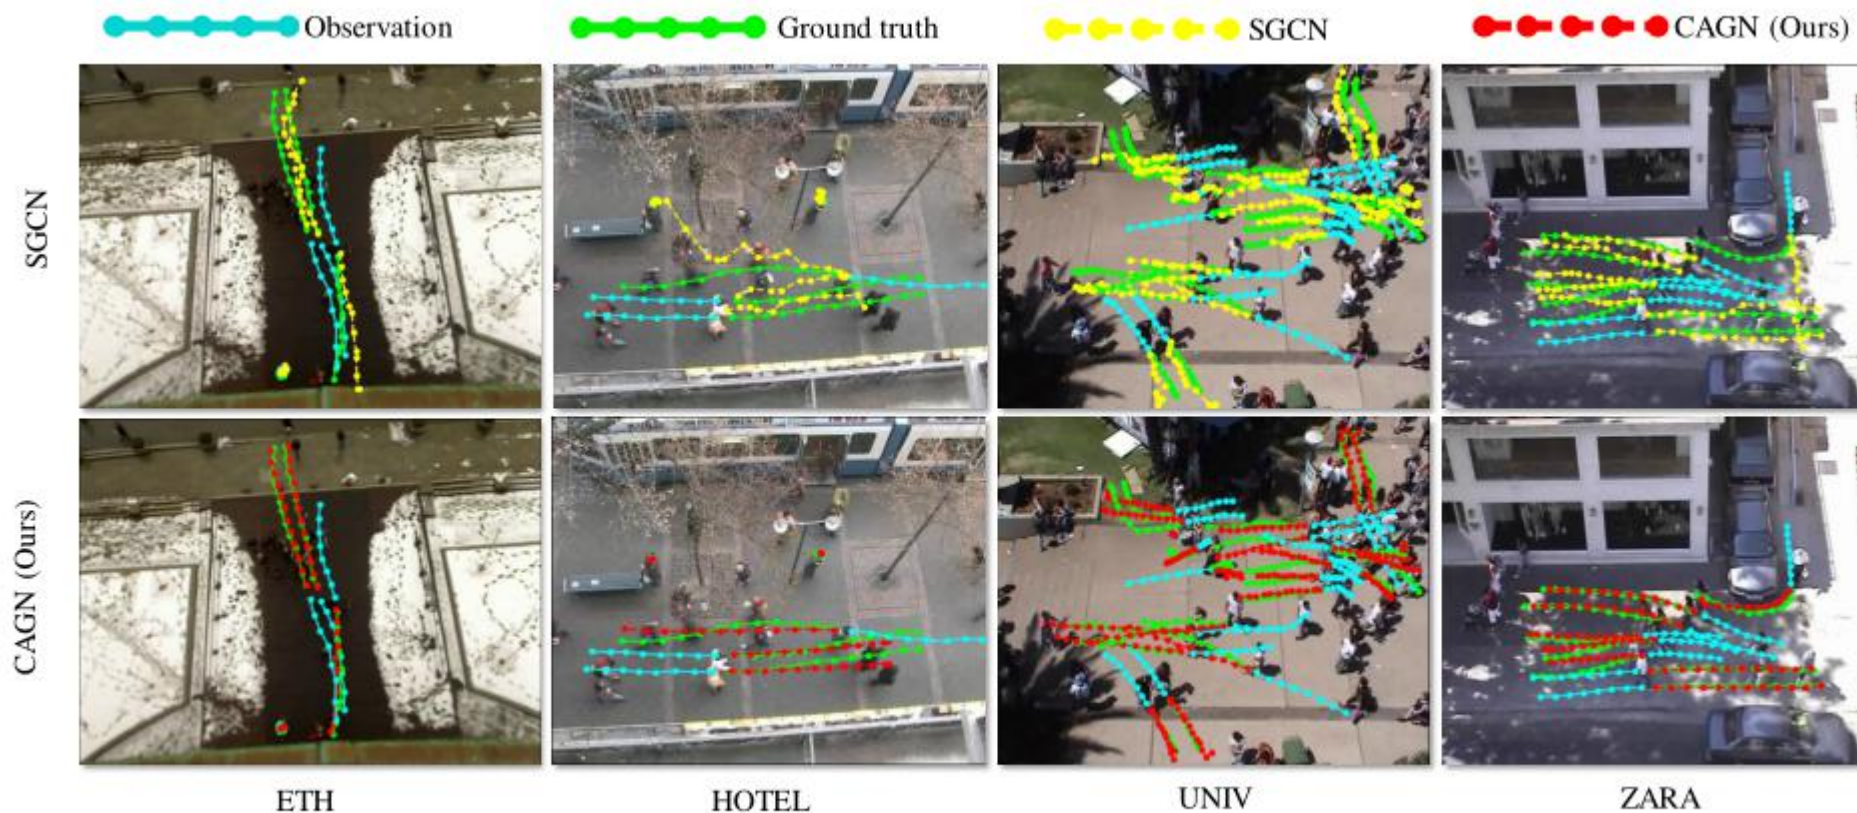 Observation Ground truth SGCN CAGN (Ours)
SGCN
CAGN (Ours)
ETH HOTEL UNIV ZARA